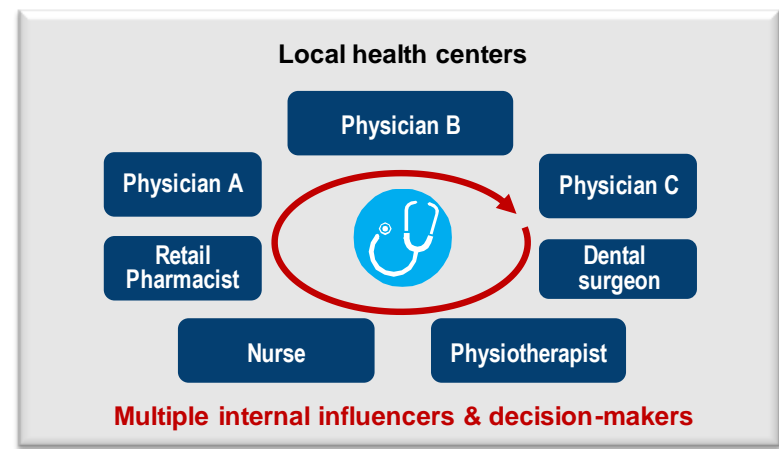 Local health centers
Physician B
Physician A
Physician C
Retail
Pharmacist
Dental
surgeon
Nurse
Physiotherapist
Multiple internal influencers & decision-makers